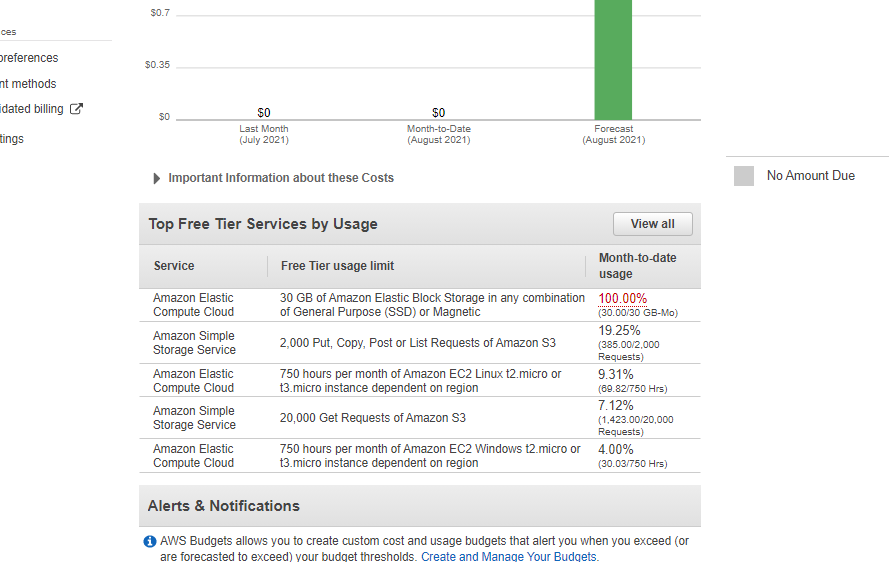 $0.7
ces
preferences
$0.35
nt methods
idated billing
$0 $0
$0
tings
Last Month Month-to-Date Forecast
(July 2021) (August 2021) (August 2021)
Important Information about these Costs
No Amount Due
Top Free Tier Services by Usage View all
Service Free Tier usage limit Month-to-date
usage
Amazon Elastic 30 GB of Amazon Elastic Block Storage in any combination 100.00%
Compute Cloud of General Purpose (SSD) or Magnetic (30.00/30 GB-Mo)
19.25%
Amazon Simple
Storage Service 2,000 Put, Copy, Post or List Requests of Amazon S3 (385.00/2,000
Requests)
Amazon Elastic 750 hours per month of Amazon EC2 Linux t2.micro or 9.31%
Compute Cloud t3.micro instance dependent on region (69.82/750 Hrs)
7.12%
Amazon Simple
Storage Service 20,000 Get Requests of Amazon S3 (1,423.00/20,000
Requests)
Amazon Elastic 750 hours per month of Amazon EC2 Windows t2.micro or 4.00%
Compute Cloud t3.micro instance dependent on region (30.03/750 Hrs)
Alerts & Notifications
AWS Budgets allows you to create custom cost and usage budgets that alert you when you exceed (or
are forecasted to exceed) your budget thresholds. Create and Manage Your Budgets.